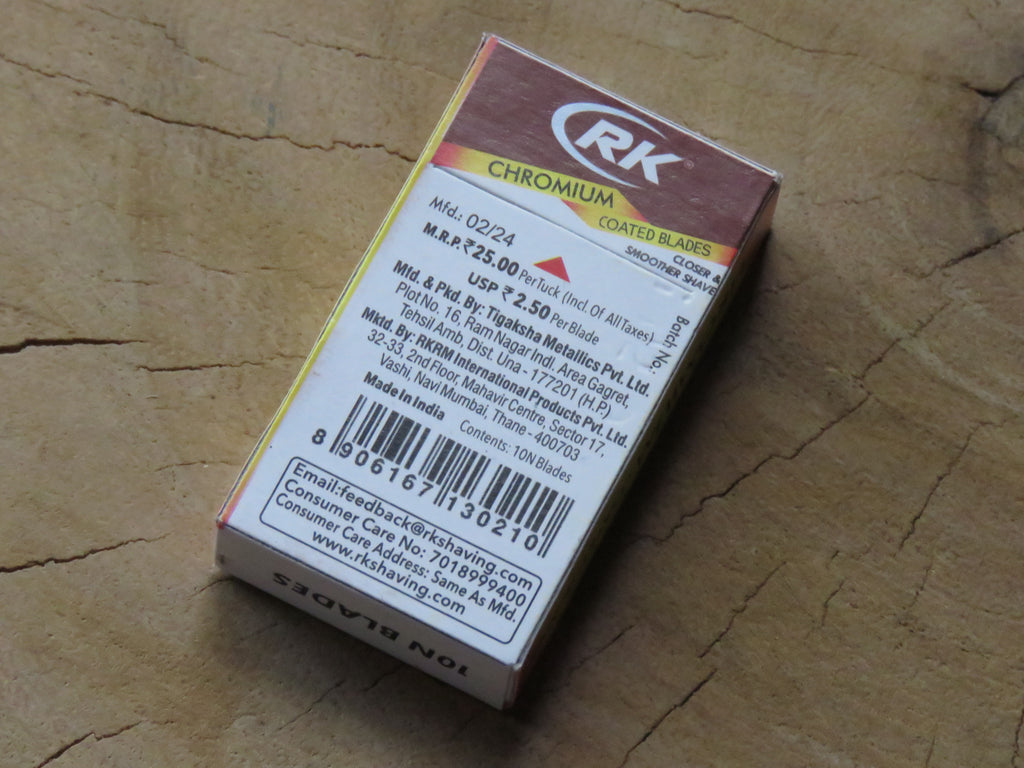 RK
CHROMIUM
COATED BLADES
CLOSER &
SMOOTHER SHAVE
Mfd.: 02/24
M.R.P. ₹25.00 Per Tuck (Incl. Of All Taxes)
USP ₹ 2.50 Per Blade
Batch No.
Mfd. & Pkd. By: Tigaksha Metallics Pvt. Ltd.
Plot No. 16, Ram Nagar Indl. Area Gagret,
Tehsil Amb, Dist. Una - 177201 (H.P.)
Mktd. By: RKRM International Products Pvt. Ltd.
32-33, 2nd Floor, Mahavir Centre, Sector 17,
Vashi, Navi Mumbai, Thane - 400703
Made in India
Contents: 10N Blades
8 906167 130210
Email:feedback@rkshaving.com
Consumer Care No: 7018999400
Consumer Care Address: Same As Mfd.
www.rkshaving.com
10N BLADES